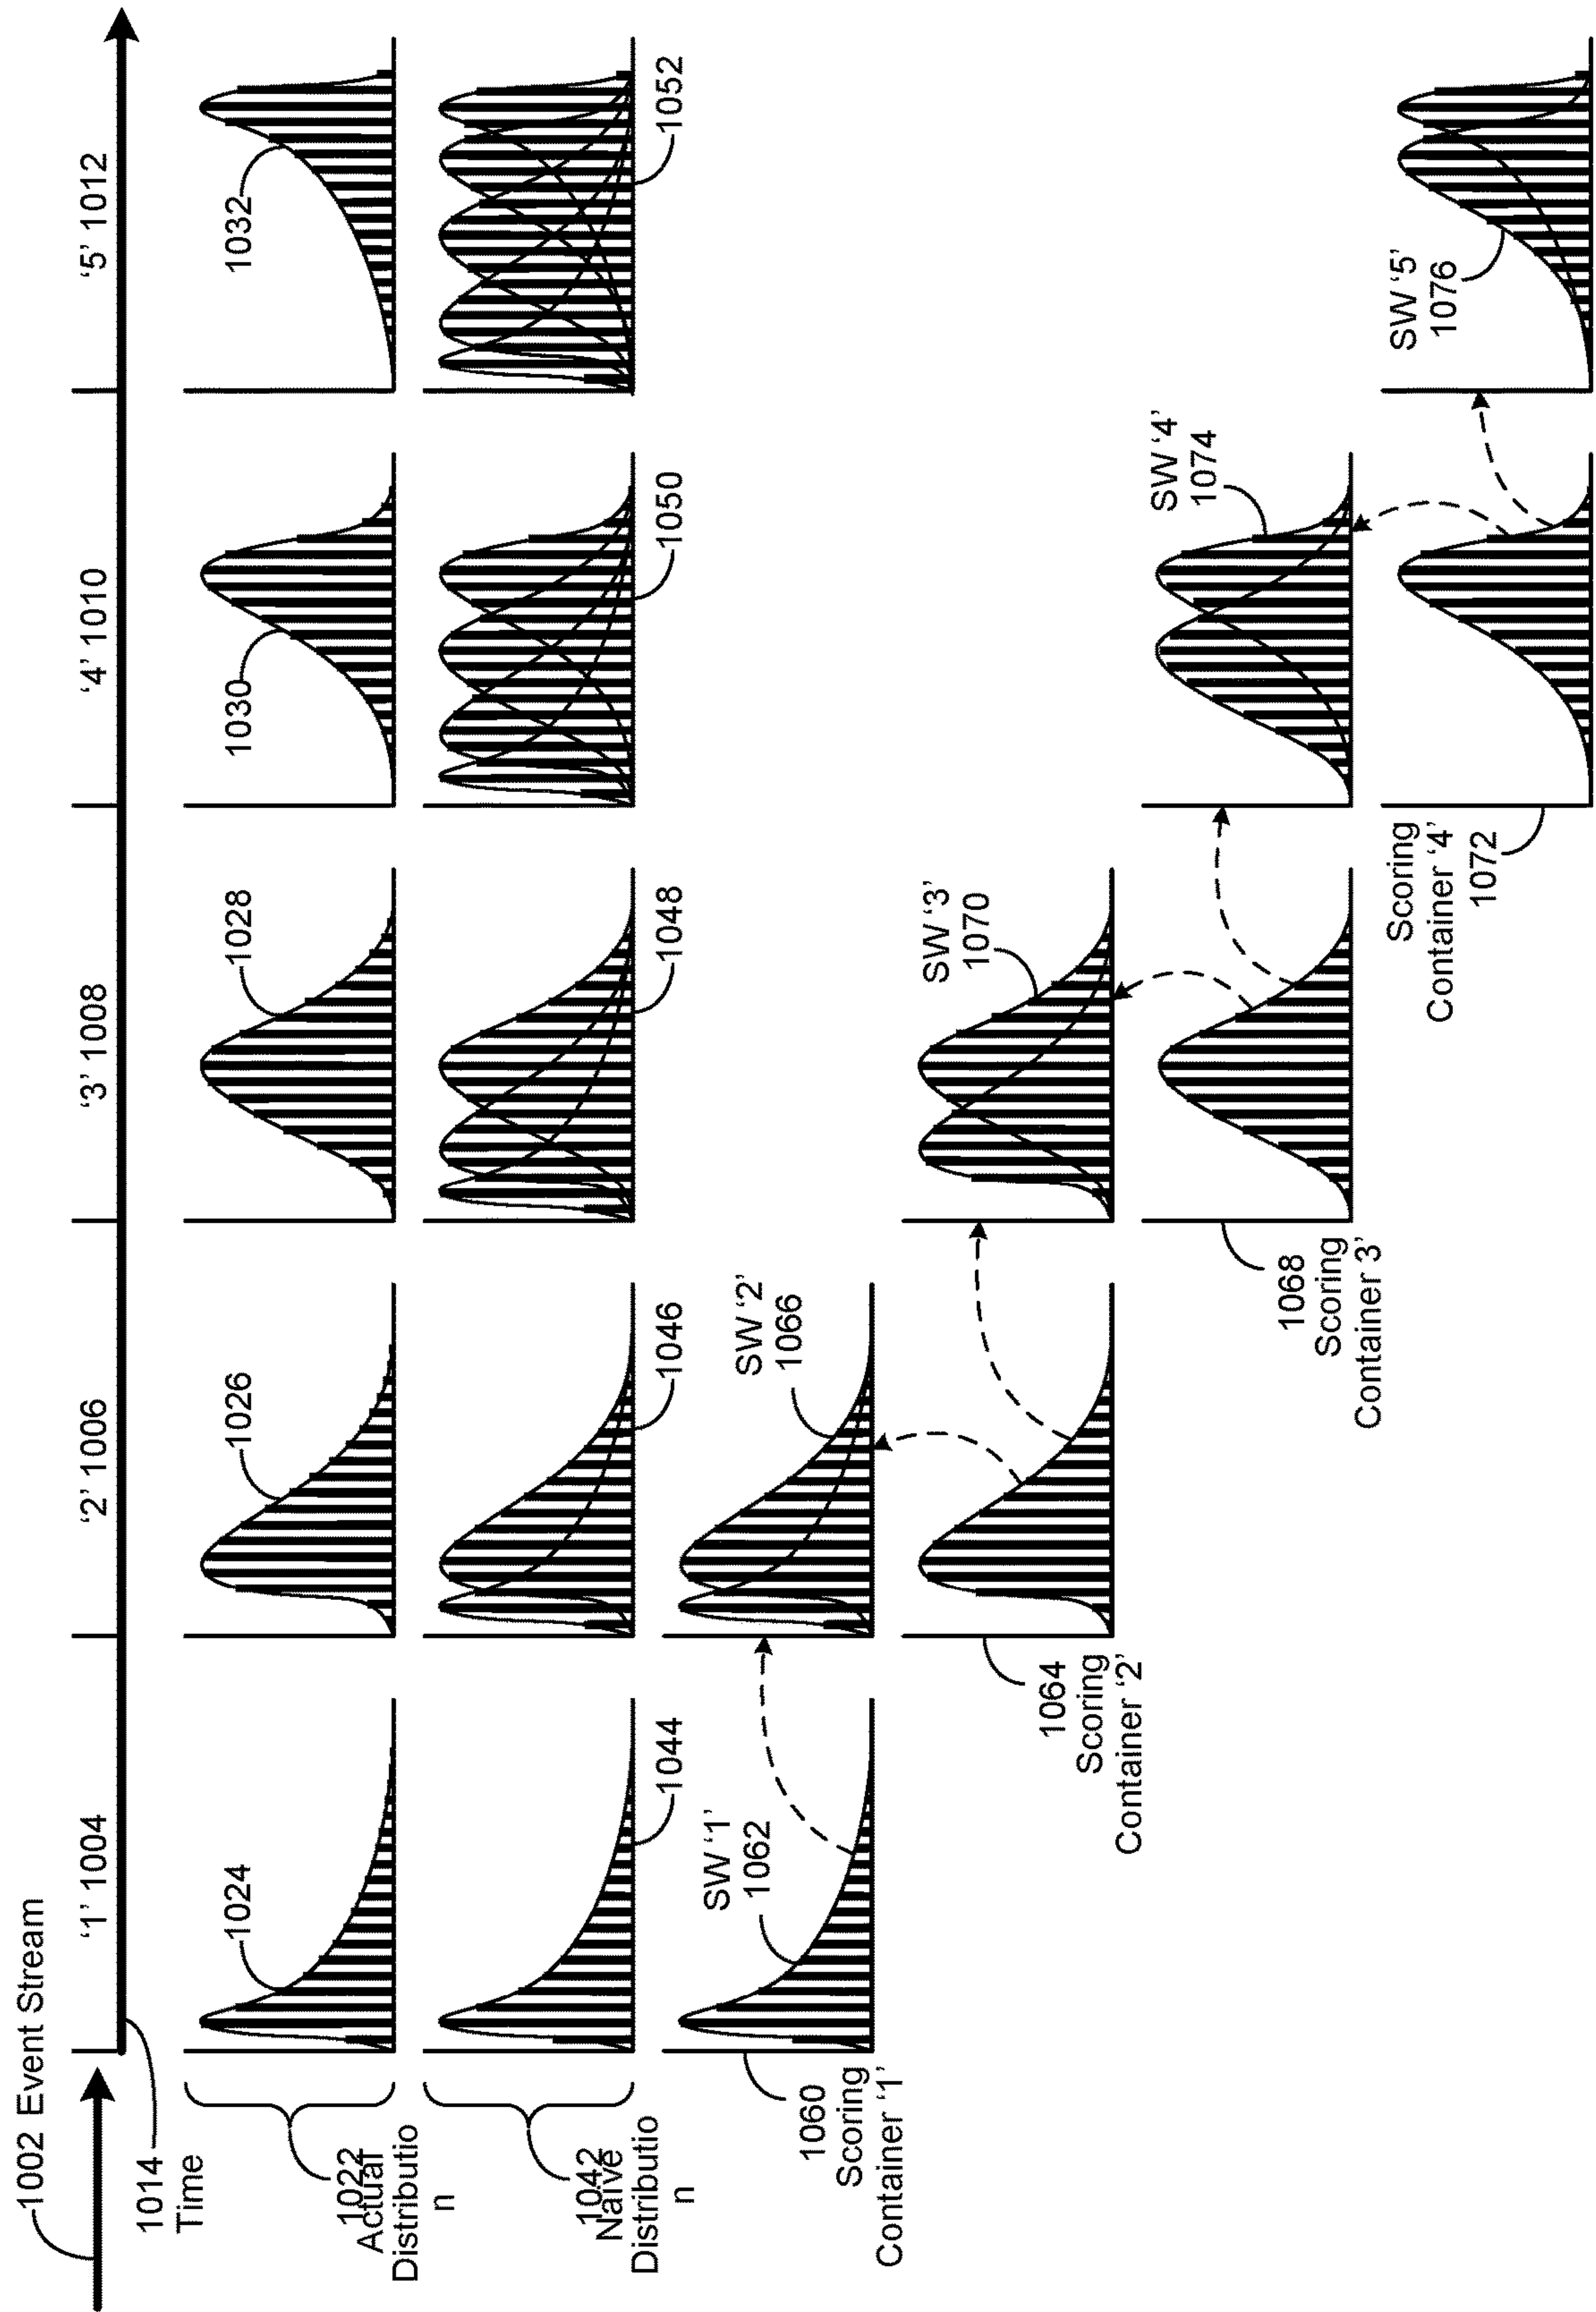 1002 Event Stream
1014
Time
‘1’ 1004
‘2’ 1006
‘3’ 1008
‘4’ 1010
‘5’ 1012
1022
Actual
Distributio
n
1024
1026
1028
1030
1032
1042
Naïve
Distributio
n
1044
1046
1048
1050
1052
1060
Scoring
Container ‘1’
SW ‘1’
1062
SW ‘2’
1066
1064
Scoring
Container ‘2’
SW ‘3’
1070
1068
Scoring
Container 3’
SW ‘4’
1074
Scoring
Container ‘4’
1072
SW ‘5’
1076